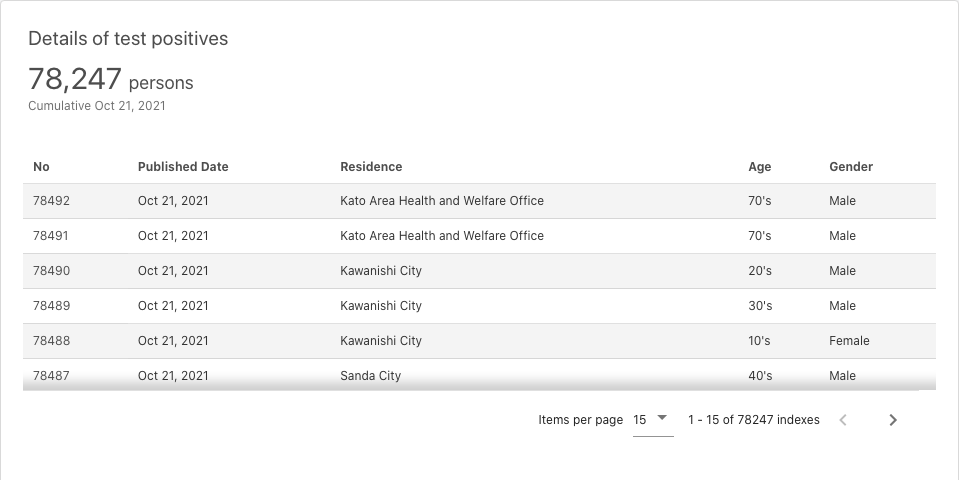 Details of test positives
78,247 persons
Cumulative Oct 21, 2021
No Published Date Residence Age Gender
78492 Oct 21, 2021 Kato Area Health and Welfare Office 70's Male
78491 Oct 21, 2021 Kato Area Health and Welfare Office 70's Male
78490 Oct 21, 2021 Kawanishi City 20's Male
78489 Oct 21, 2021 Kawanishi City 30's Male
78488 Oct 21, 2021 Kawanishi City 10's Female
78487 Oct 21, 2021 Sanda City 40's Male
Items per page 15 1 - 15 of 78247 indexes